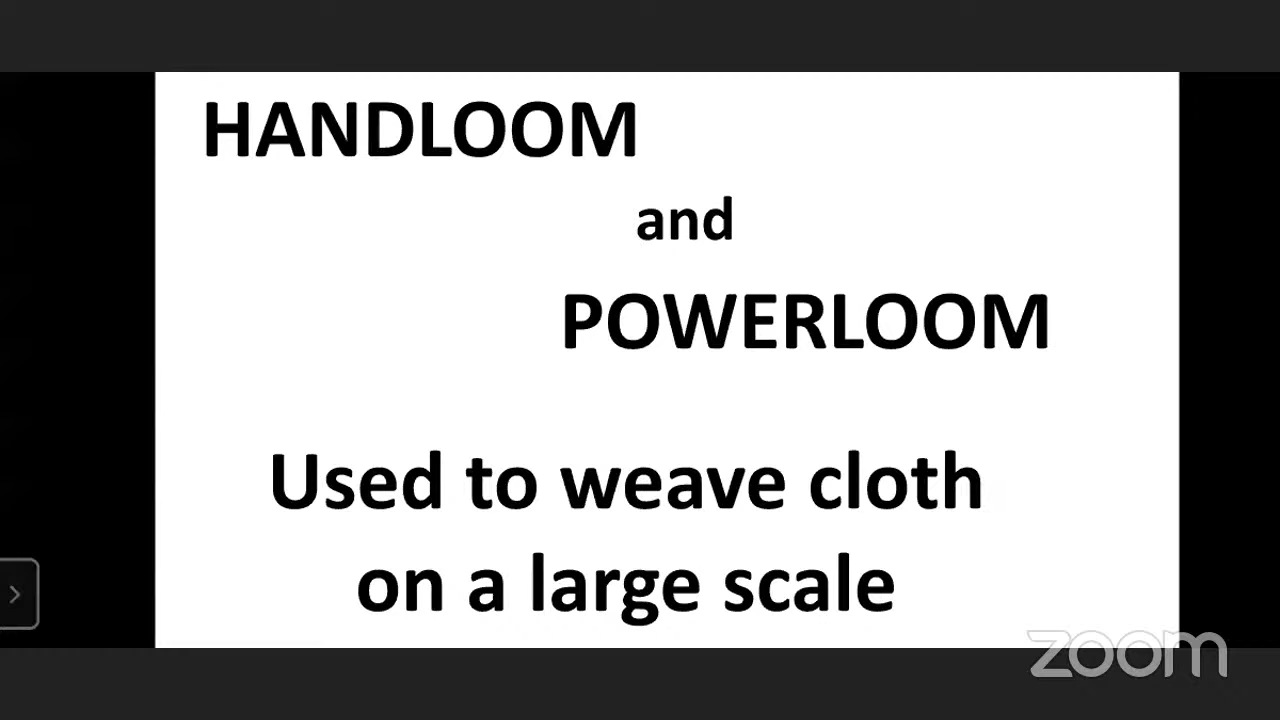 HANDLOOM
and
POWERLOOM
Used to weave cloth
on a large scale
zoom